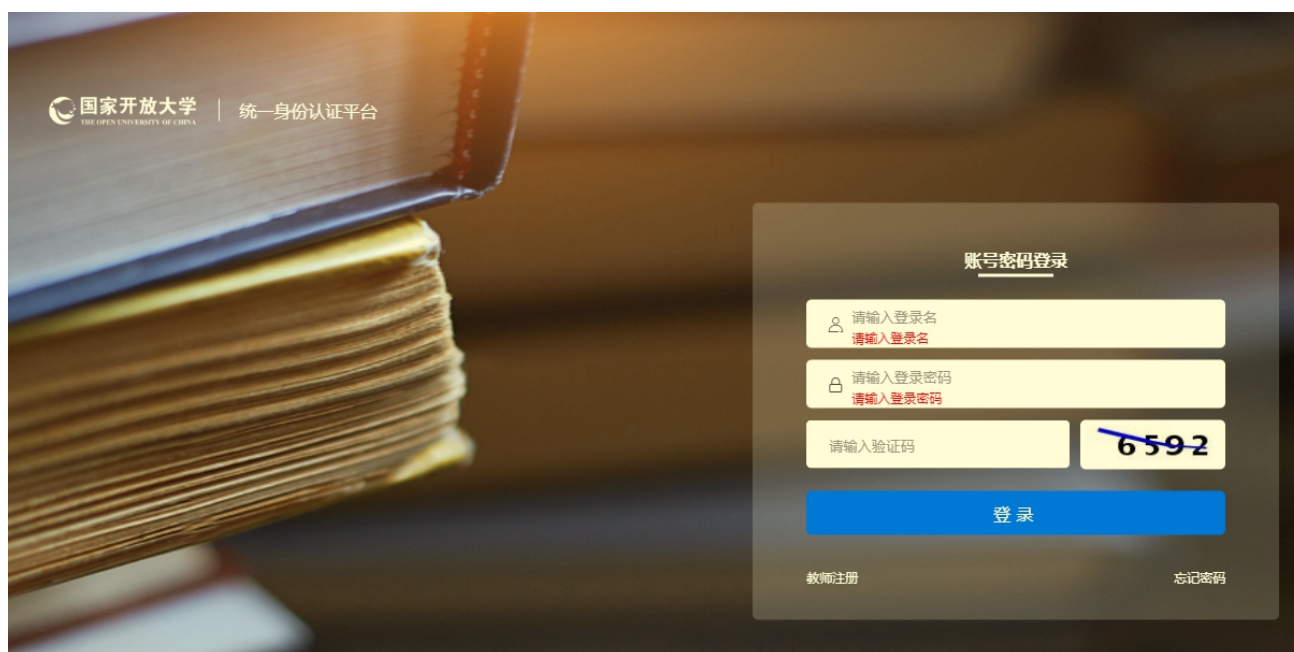 国家开放大学
THE OPEN UNIVERSITY OF CHINA
统一身份认证平台
账号密码登录
请输入登录名
请输入登录名
请输入登录密码
请输入登录密码
请输入验证码
6592
登录
教师注册
忘记密码